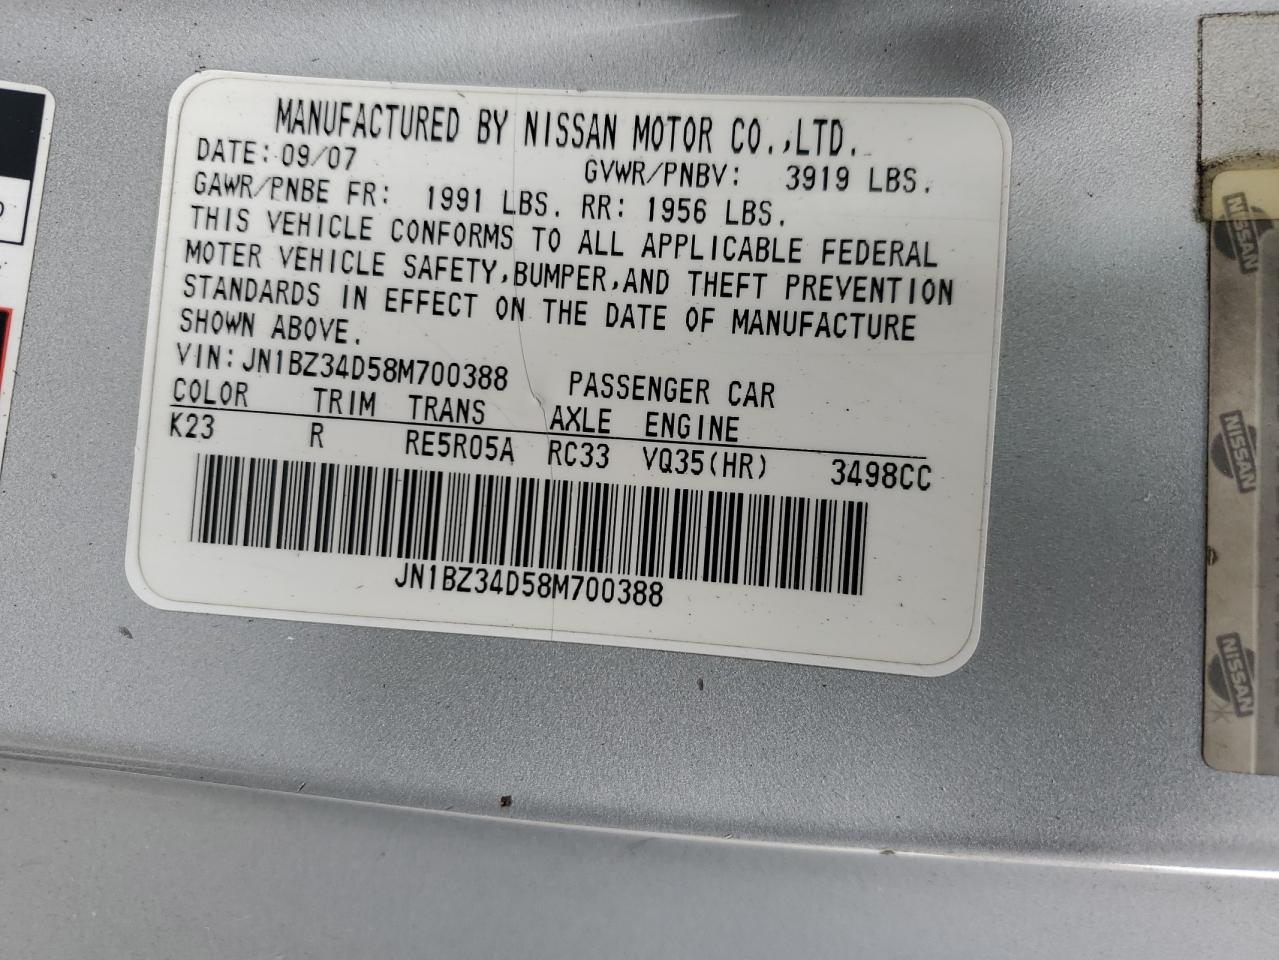 MANUFACTURED BY NISSAN MOTOR CO.,LTD.
DATE: 09/07 GVWR/PNBV: 3919 LBS.
GAWR/PNBE FR: 1991 LBS. RR: 1956 LBS.
THIS VEHICLE CONFORMS TO ALL APPLICABLE FEDERAL
MOTER VEHICLE SAFETY,BUMPER,AND THEFT PREVENTION
STANDARDS IN EFFECT ON THE DATE OF MANUFACTURE
SHOWN ABOVE.
VIN:JN1BZ34D58M700388 PASSENGER CAR
COLOR TRIM TRANS AXLE ENGINE
K23 R RE5R05A RC33 VQ35(HR) 3498CC
JN1BZ34D58M700388
NISSAN
NISSAN
NISSAN